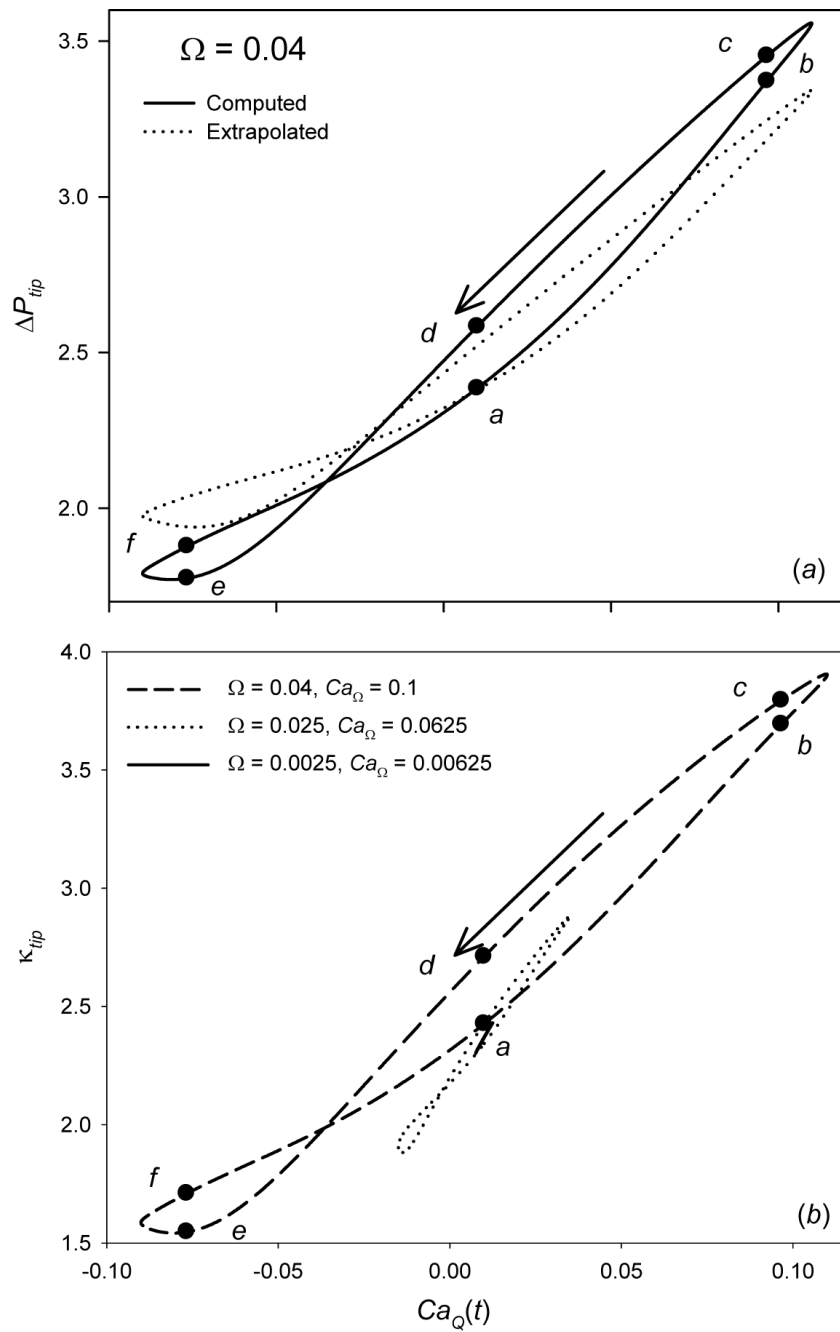 Ω = 0.04
Computed
Extrapolated
3.5
3.0
2.5
2.0
ΔP_tip
c
b
d
a
f
e
(a)
Ω = 0.04, Ca_Ω = 0.1
Ω = 0.025, Ca_Ω = 0.0625
Ω = 0.0025, Ca_Ω = 0.00625
4.0
3.5
3.0
2.5
2.0
1.5
κ_tip
c
b
d
a
f
e
(b)
-0.10 -0.05 0.00 0.05 0.10
Ca_Q(t)